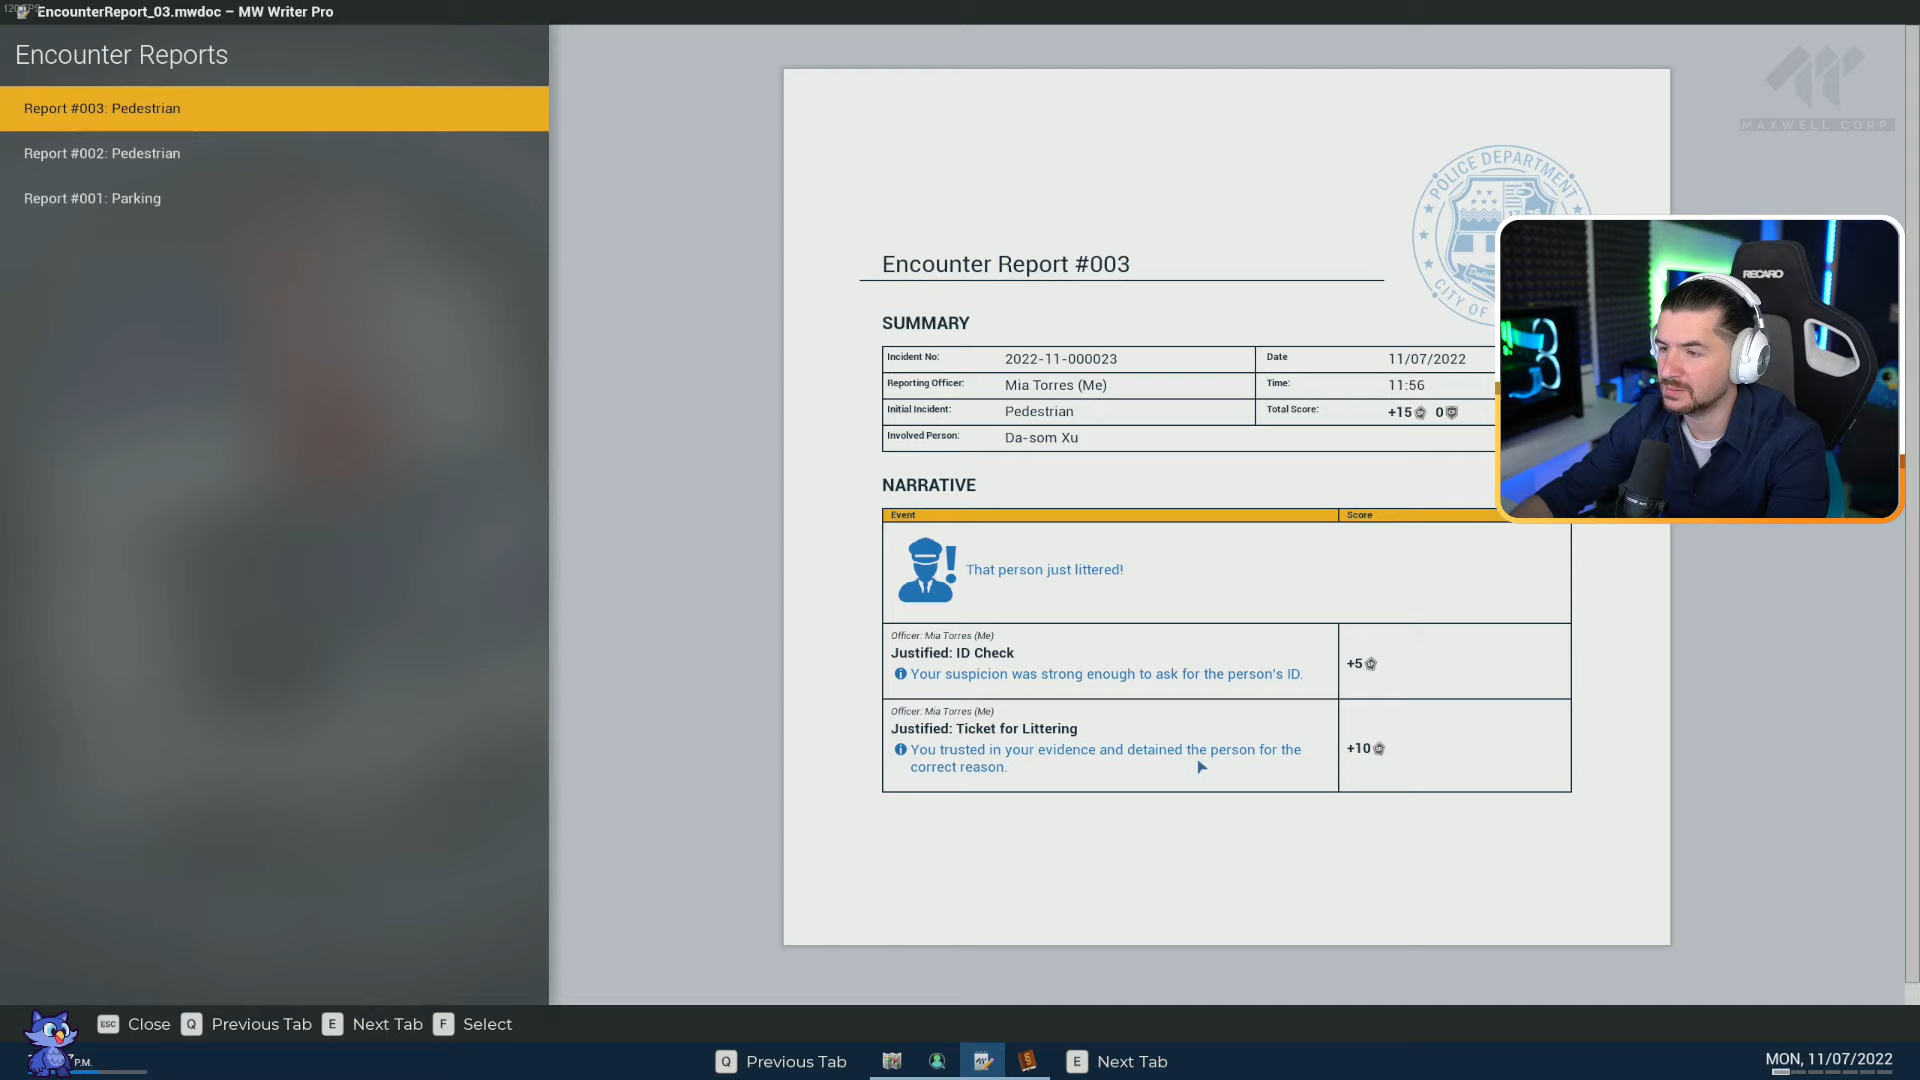 EncounterReport_03.mwdoc – MW Writer Pro
Encounter Reports
Report #003: Pedestrian
Report #002: Pedestrian
Report #001: Parking
MAXWELL CORP.
POLICE DEPARTMENT
CITY OF
Encounter Report #003
SUMMARY
Incident No: 2022-11-000023 Date 11/07/2022
Reporting Officer: Mia Torres (Me) Time: 11:56
Initial Incident: Pedestrian Total Score: +15 0
Involved Person: Da-som Xu
RECARO
NARRATIVE
Event Score
That person just littered!
Officer: Mia Torres (Me)
Justified: ID Check
Your suspicion was strong enough to ask for the person's ID.
+5
Officer: Mia Torres (Me)
Justified: Ticket for Littering
You trusted in your evidence and detained the person for the
correct reason.
+10
ESC Close Q Previous Tab E Next Tab F Select
P.M.
Q Previous Tab E Next Tab
MON, 11/07/2022